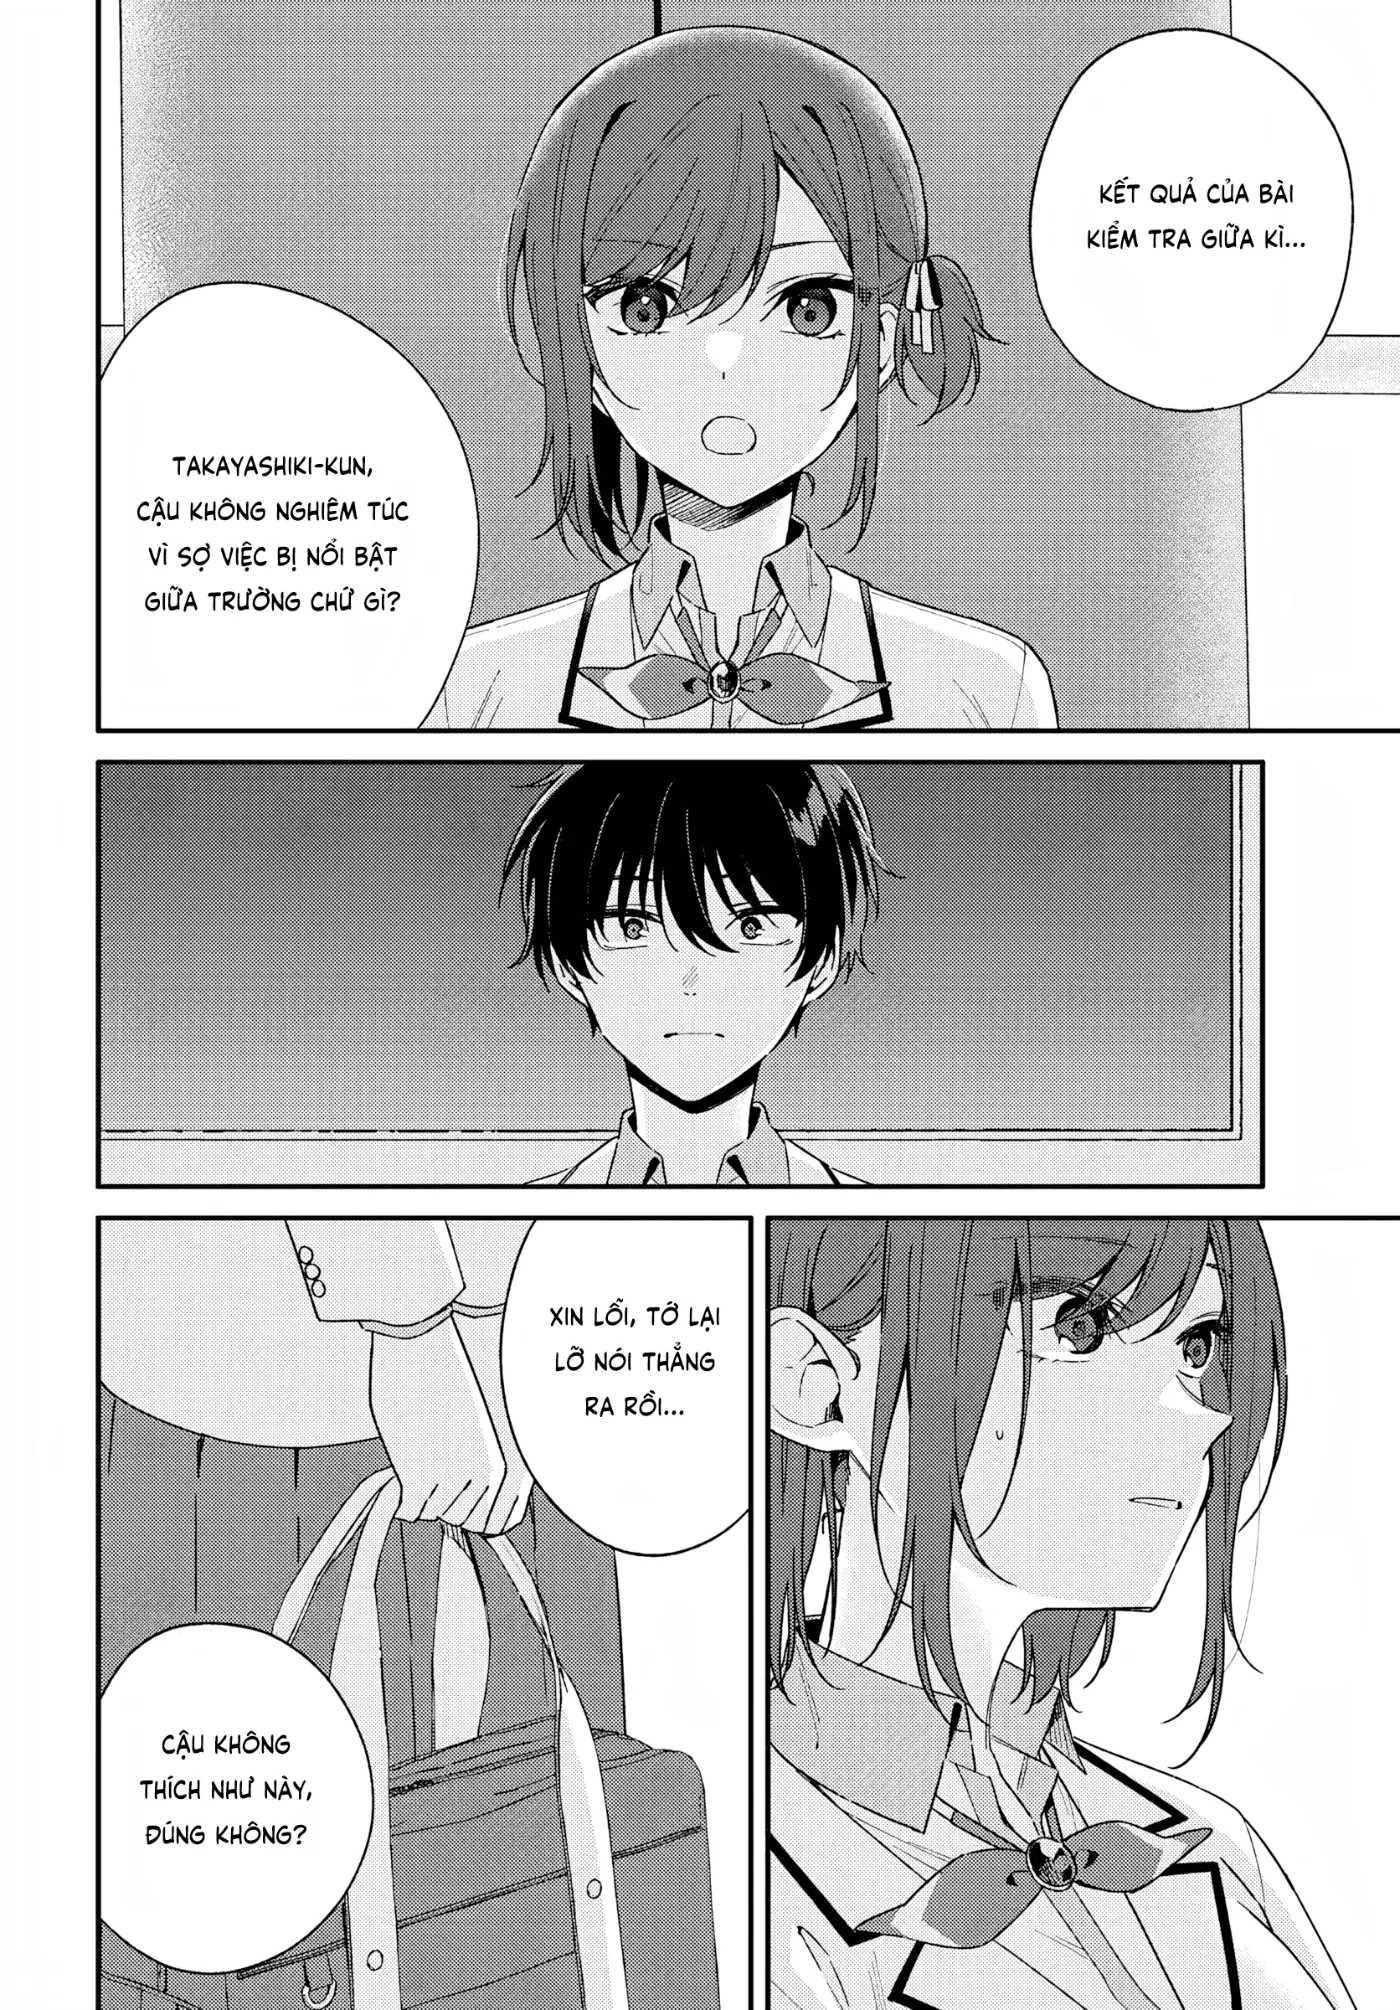 KẾT QUẢ CỦA BÀI
KIỂM TRA GIỮA KÌ...
TAKAYASHIKI-KUN,
CẬU KHÔNG NGHIÊM TÚC
VÌ SỢ VIỆC BỊ NỔI BẬT
GIỮA TRƯỜNG CHỨ GÌ?
XIN LỖI, TỚ LẠI
LỠ NÓI THẲNG
RA RỒI...
CẬU KHÔNG
THÍCH NHƯ NÀY,
ĐÚNG KHÔNG?